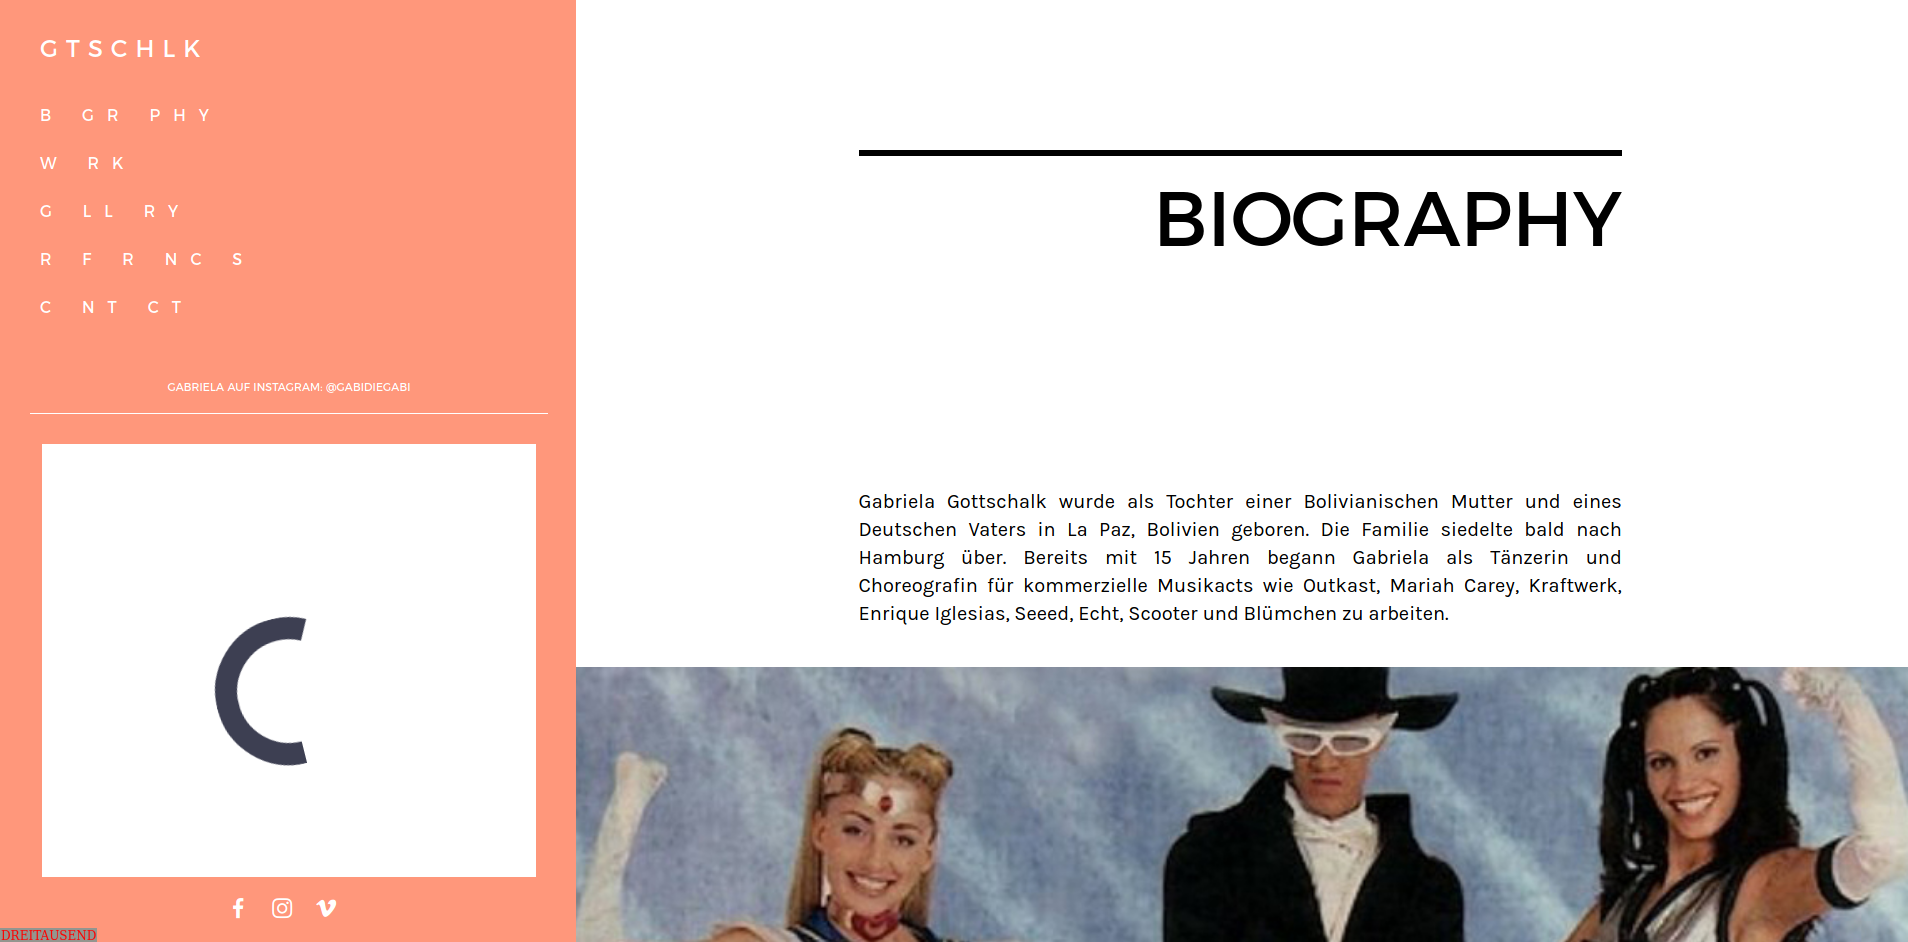 GTSCHLK
B GR PHY
W RK
G LL RY
R F R NC S
C NT CT
GABRIELA AUF INSTAGRAM: @GABIDIEGABI
DREITAUSEND
BIOGRAPHY
Gabriela Gottschalk wurde als Tochter einer Bolivianischen Mutter und eines
Deutschen Vaters in La Paz, Bolivien geboren. Die Familie siedelte bald nach
Hamburg über. Bereits mit 15 Jahren begann Gabriela als Tänzerin und
Choreografin für kommerzielle Musikacts wie Outkast, Mariah Carey, Kraftwerk,
Enrique Iglesias, Seeed, Echt, Scooter und Blümchen zu arbeiten.